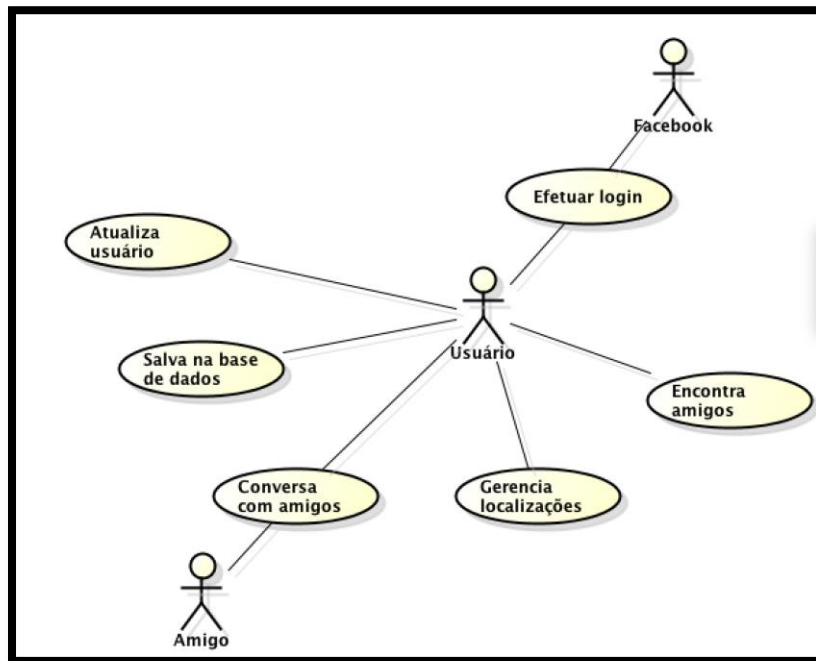 Facebook
Efetuar login
Atualiza
usuário
Usuário
Salva na base
de dados
Encontra
amigos
Conversa
com amigos
Gerencia
localizações
Amigo